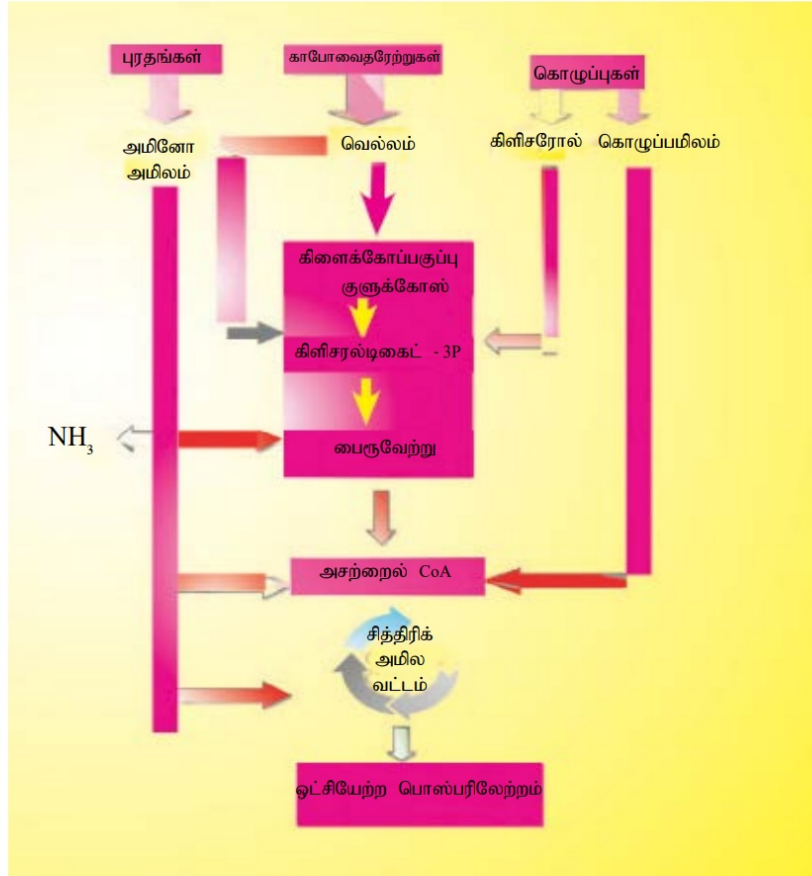 புரதங்கள்
காபோவைதரேற்றுகள்
கொழுப்புகள்
அமினோ
அமிலம்
வெல்லம்
கிளிசரோல்
கொழுப்பமிலம்
கிளைக்கோப்பகுப்பு
குளுக்கோஸ்
கிளிசரல்டிகைட் - 3P
NH₃
பைரூவேற்று
அசற்றைல் CoA
சித்திரிக்
அமில
வட்டம்
ஒட்சியேற்ற பொஸ்பரிலேற்றம்